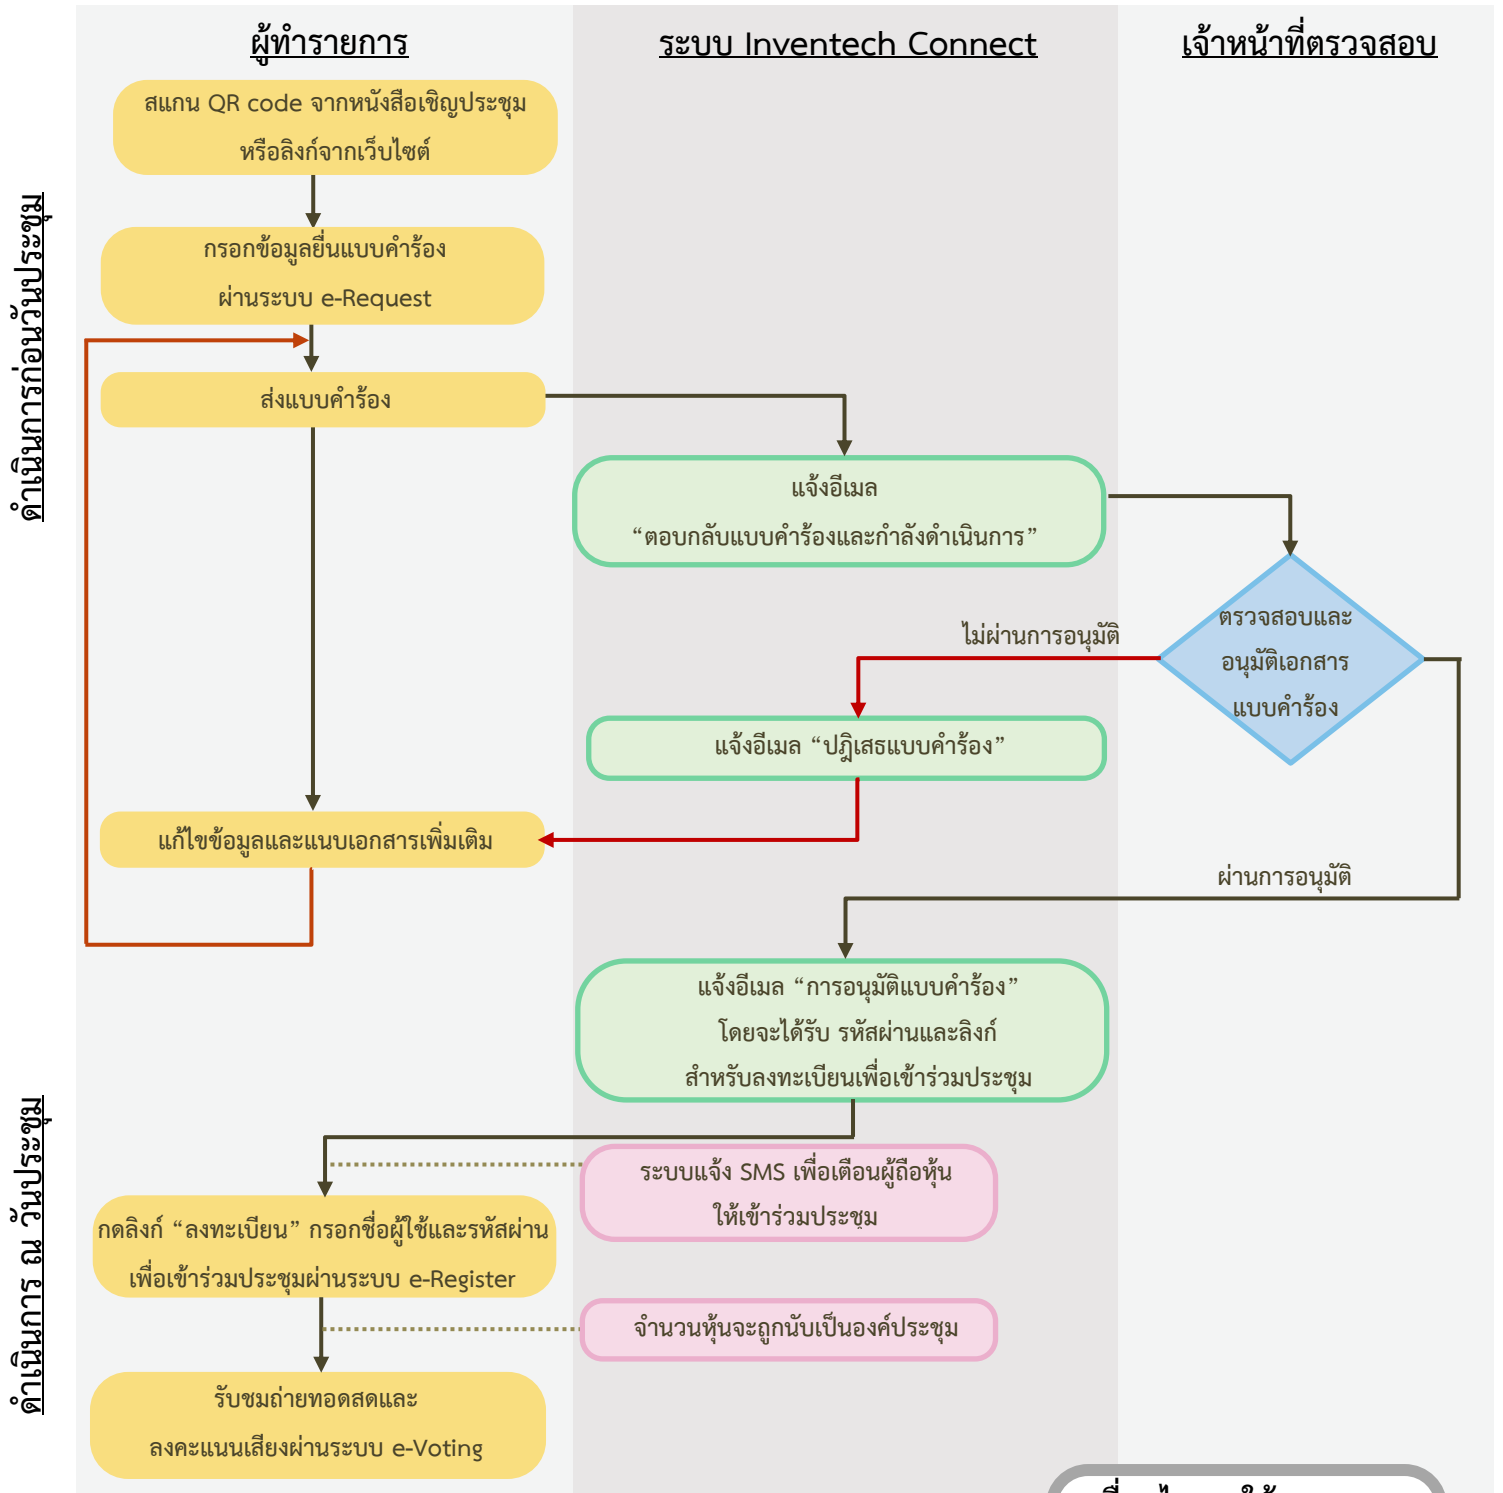 ผู้ทำรายการ
ระบบ Inventech Connect
เจ้าหน้าที่ตรวจสอบ
ดำเนินการก่อนวันประชุม
สแกน QR code จากหนังสือเชิญประชุม
หรือลิงก์จากเว็บไซต์
กรอกข้อมูลยื่นแบบคำร้อง
ผ่านระบบ e-Request
ส่งแบบคำร้อง
แจ้งอีเมล
“ตอบกลับแบบคำร้องและกำลังดำเนินการ”
ตรวจสอบและ
อนุมัติเอกสาร
แบบคำร้อง
ไม่ผ่านการอนุมัติ
แจ้งอีเมล “ปฎิเสธแบบคำร้อง”
แก้ไขข้อมูลและแนบเอกสารเพิ่มเติม
ผ่านการอนุมัติ
แจ้งอีเมล “การอนุมัติแบบคำร้อง”
โดยจะได้รับ รหัสผ่านและลิงก์
สำหรับลงทะเบียนเพื่อเข้าร่วมประชุม
ดำเนินการ ณ วันประชุม
ระบบแจ้ง SMS เพื่อเตือนผู้ถือหุ้น
ให้เข้าร่วมประชุม
กดลิงก์ “ลงทะเบียน” กรอกชื่อผู้ใช้และรหัสผ่าน
เพื่อเข้าร่วมประชุมผ่านระบบ e-Register
จำนวนหุ้นจะถูกนับเป็นองค์ประชุม
รับชมถ่ายทอดสดและ
ลงคะแนนเสียงผ่านระบบ e-Voting